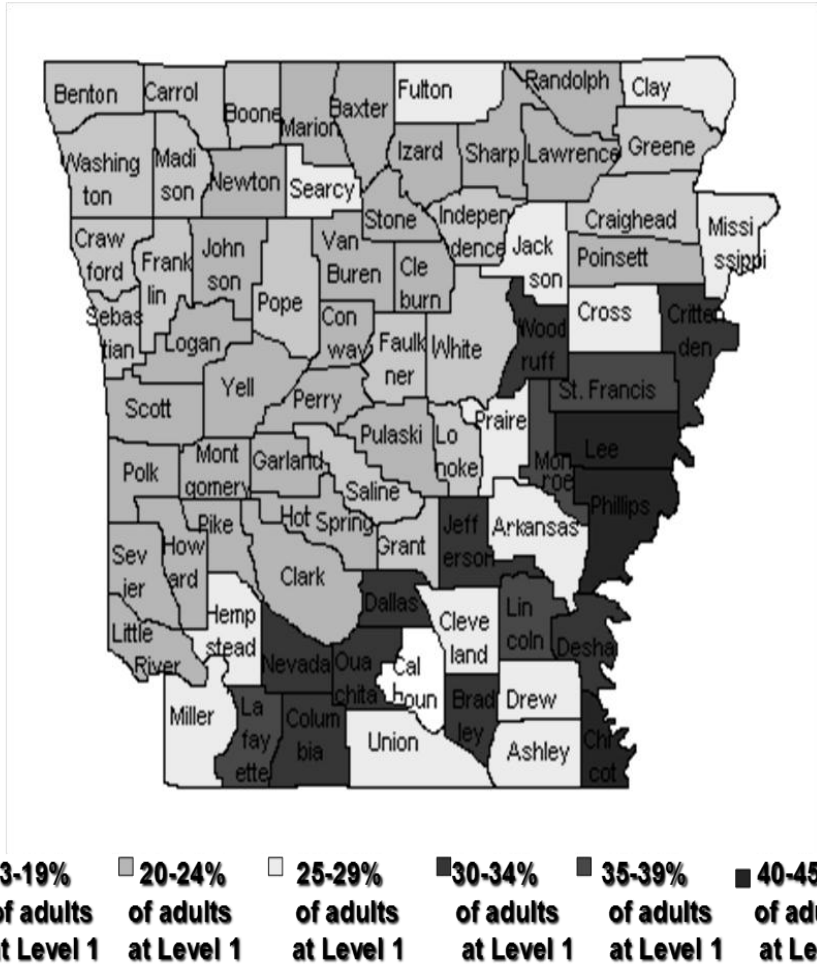 Benton
Carrol
Boone
Marion
Baxter
Fulton
Randolph
Clay
Washing
ton
Madi
son
Newton
Searcy
Izard
Sharp
Lawrence
Greene
Stone
Indepen
dence
Jack
son
Craighead
Missi
ssippi
Craw
ford
Frank
lin
John
son
Pope
Van
Buren
Cle
burn
Poinsett
Sebas
tian
Logan
Con
way
Faulk
ner
White
Wood
ruff
Cross
Critten
den
Scott
Yell
Perry
Praire
St. Francis
Polk
Mont
gomery
Garland
Saline
Pulaski
Lo
noke
Mon
roe
Lee
Phillips
Sev
ier
How
ard
Pike
Hot Spring
Grant
Jeff
erson
Arkansas
Clark
Dallas
Cleve
land
Lin
coln
Desha
Little
River
Hemp
stead
Nevada
Oua
chita
Cal
houn
Brad
ley
Drew
Miller
La
fay
ette
Colum
bia
Union
Ashley
Chi
cot
3-19%
of adults
at Level 1
20-24%
of adults
at Level 1
25-29%
of adults
at Level 1
30-34%
of adults
at Level 1
35-39%
of adults
at Level 1
40-45
of adu
at Le